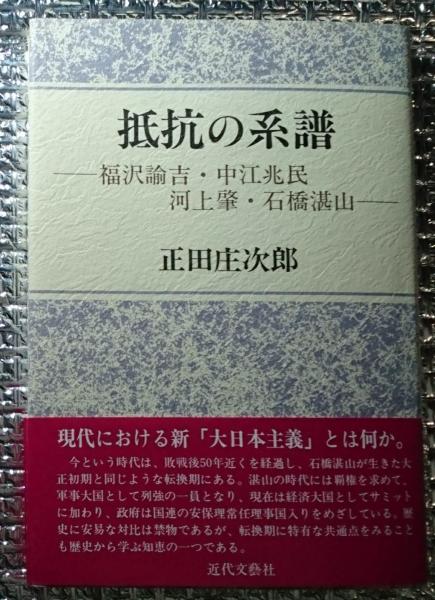 抵抗の系譜
──福沢諭吉・中江兆民
河上肇・石橋湛山──
正田庄次郎
現代における新「大日本主義」とは何か。
今という時代は、敗戦後50年近くを経過し、石橋湛山が生きた大
正初期と同じような転換期にある。湛山の時代には覇権を求めて、
軍事大国として列強の一員となり、現在は経済大国としてサミット
に加わり、政府は国連の安保理常任理事国入りをめざしている。歴
史に安易な対比は禁物であるが、転換期に特有な共通点をみること
も歴史から学ぶ知恵の一つである。
近代文藝社